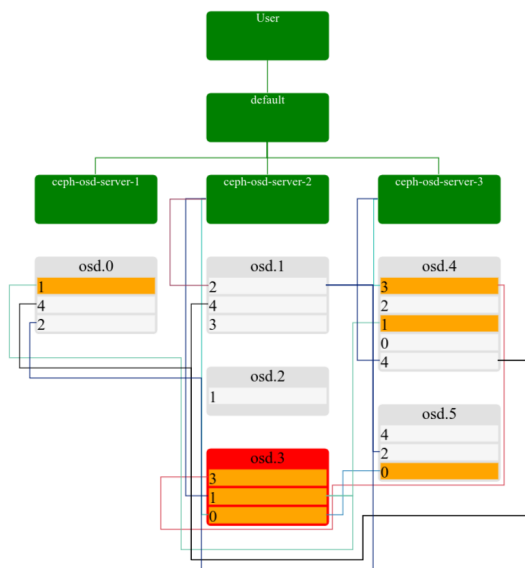 User
default
ceph-osd-server-1
ceph-osd-server-2
ceph-osd-server-3
osd.0
1
4
2
osd.1
2
4
3
osd.2
1
osd.3
3
1
0
osd.4
3
2
1
0
4
osd.5
4
2
0